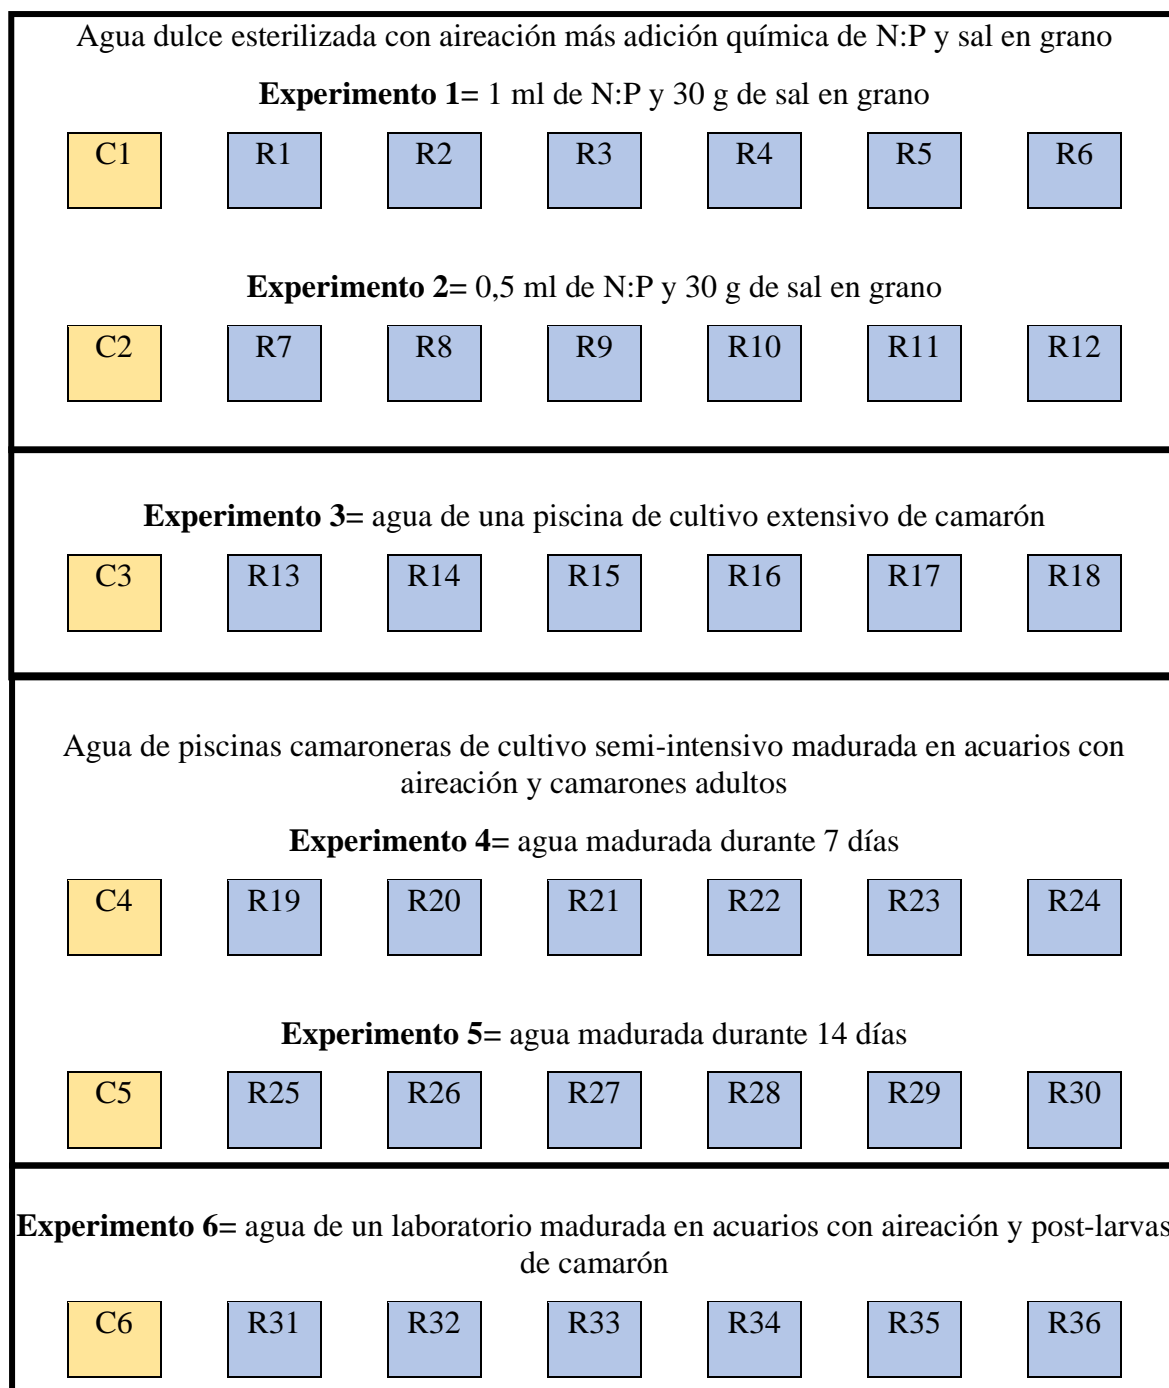 Agua dulce esterilizada con aireación más adición química de N:P y sal en grano
Experimento 1= 1 ml de N:P y 30 g de sal en grano
C1 R1 R2 R3 R4 R5 R6
Experimento 2= 0,5 ml de N:P y 30 g de sal en grano
C2 R7 R8 R9 R10 R11 R12
Experimento 3= agua de una piscina de cultivo extensivo de camarón
C3 R13 R14 R15 R16 R17 R18
Agua de piscinas camaroneras de cultivo semi-intensivo madurada en acuarios con
aireación y camarones adultos
Experimento 4= agua madurada durante 7 días
C4 R19 R20 R21 R22 R23 R24
Experimento 5= agua madurada durante 14 días
C5 R25 R26 R27 R28 R29 R30
Experimento 6= agua de un laboratorio madurada en acuarios con aireación y post-larvas
de camarón
C6 R31 R32 R33 R34 R35 R36